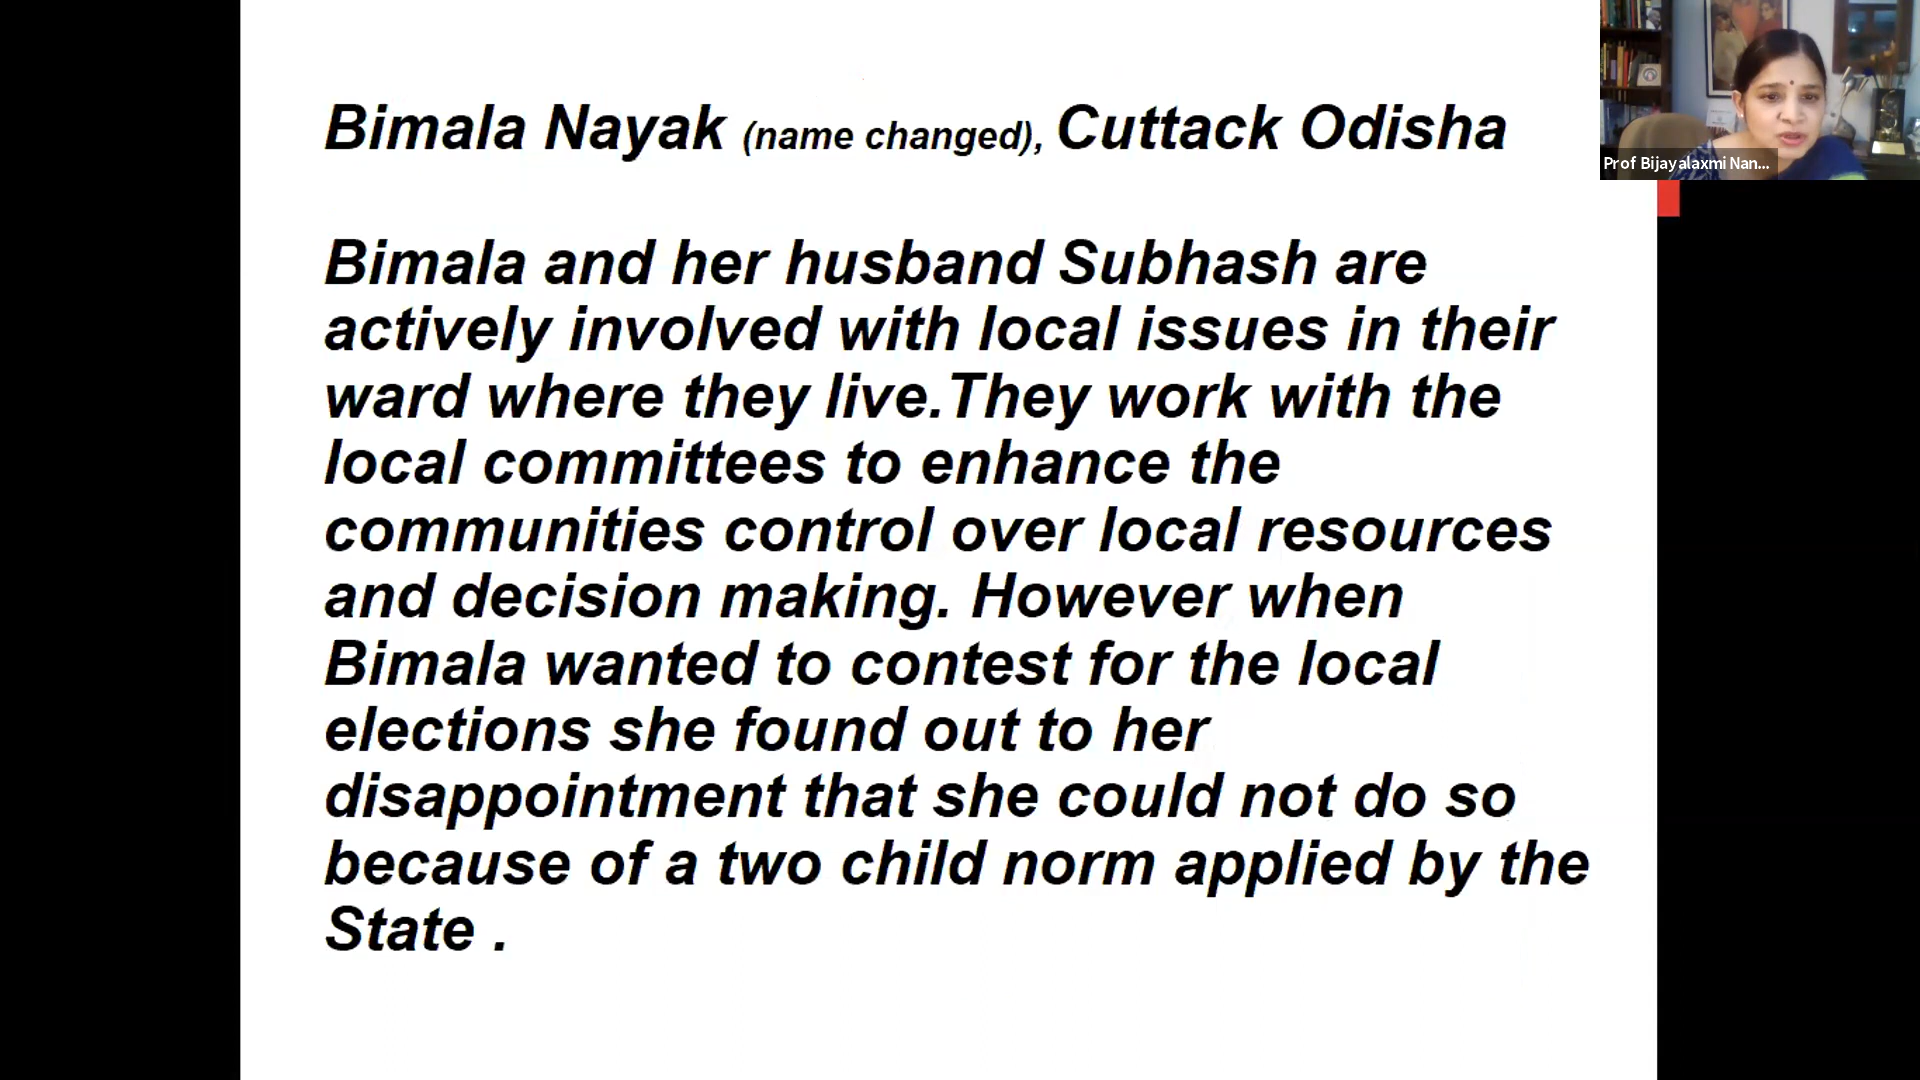 Bimala Nayak (name changed), Cuttack Odisha
Bimala and her husband Subhash are
actively involved with local issues in their
ward where they live.They work with the
local committees to enhance the
communities control over local resources
and decision making. However when
Bimala wanted to contest for the local
elections she found out to her
disappointment that she could not do so
because of a two child norm applied by the
State .
Prof Bijayalaxmi Nan...